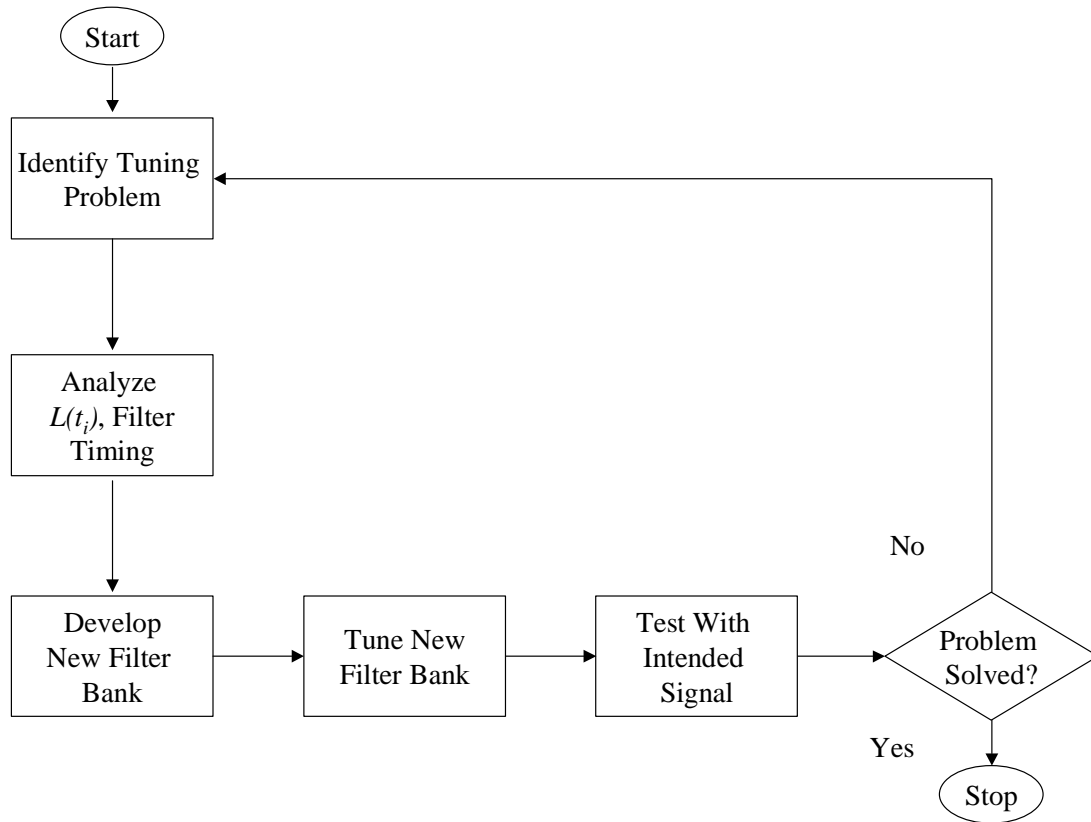 Start
Identify Tuning
Problem
Analyze
L(tᵢ), Filter
Timing
Develop
New Filter
Bank
Tune New
Filter Bank
Test With
Intended
Signal
No
Problem
Solved?
Yes
Stop